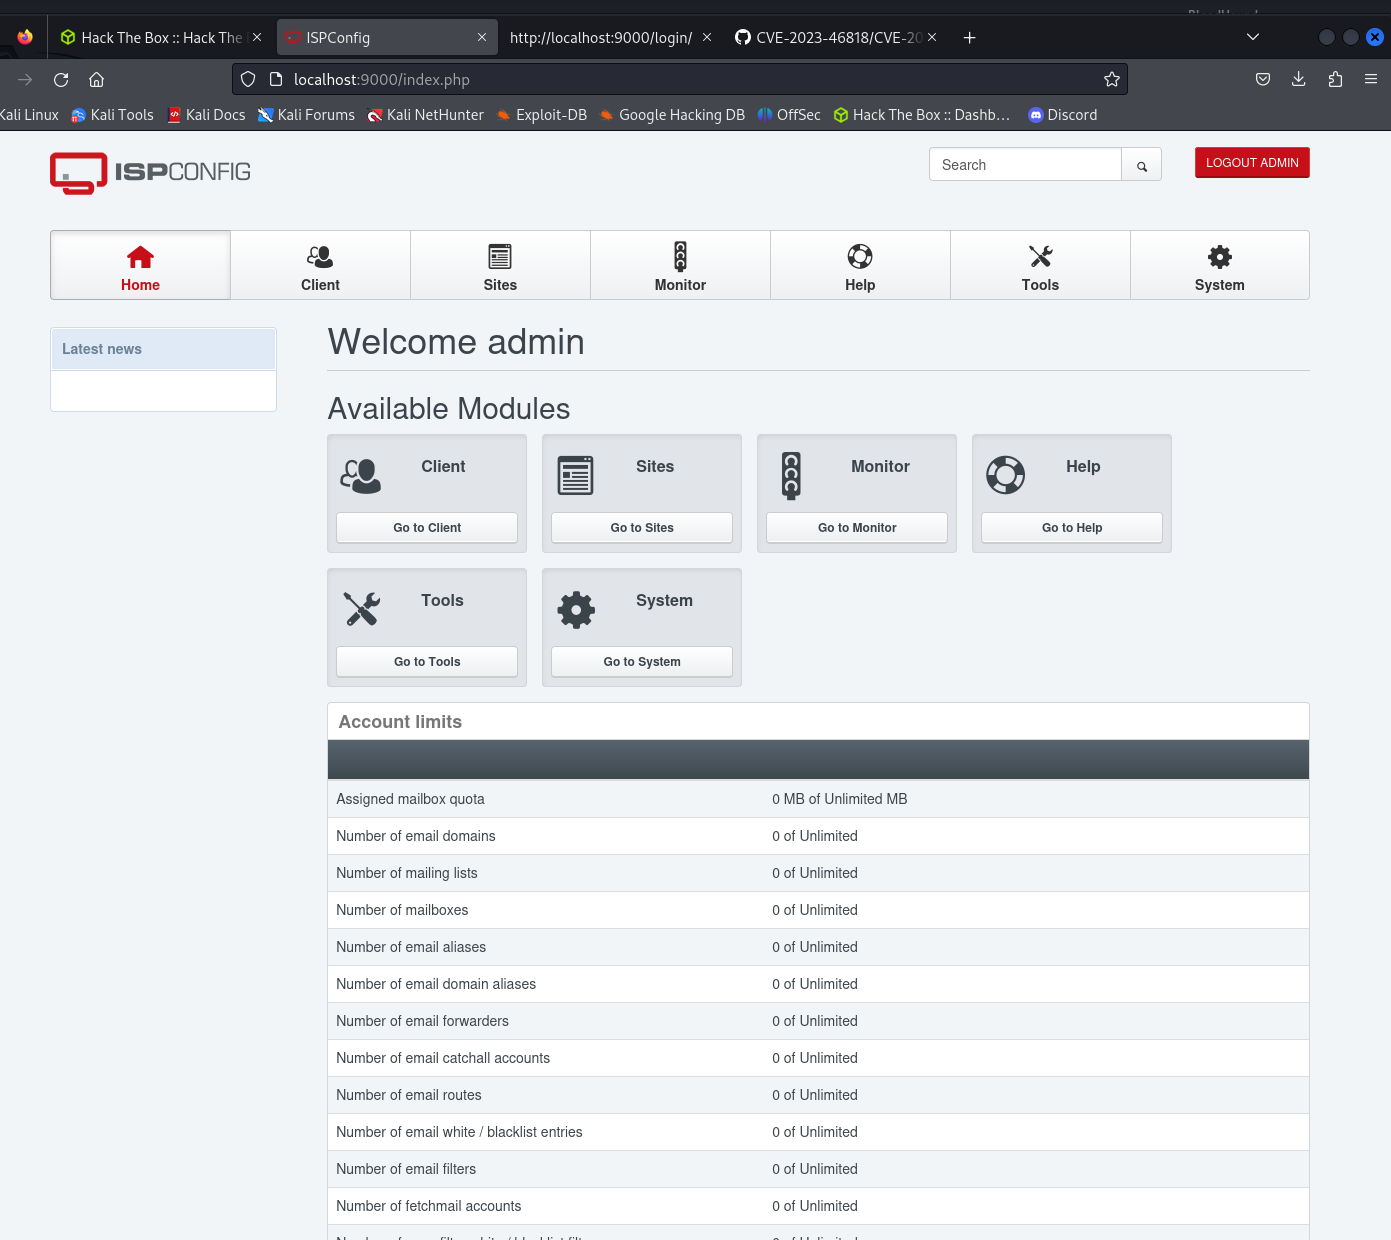 Hack The Box :: Hack The
ISPConfig
http://localhost:9000/login/
CVE-2023-46818/CVE-20
localhost:9000/index.php
Kali Linux
Kali Tools
Kali Docs
Kali Forums
Kali NetHunter
Exploit-DB
Google Hacking DB
OffSec
Hack The Box :: Dashb…
Discord
ISPCONFIG
Search
LOGOUT ADMIN
Home
Client
Sites
Monitor
Help
Tools
System
Latest news
Welcome admin
Available Modules
Client
Go to Client
Sites
Go to Sites
Monitor
Go to Monitor
Help
Go to Help
Tools
Go to Tools
System
Go to System
Account limits
Assigned mailbox quota 0 MB of Unlimited MB
Number of email domains 0 of Unlimited
Number of mailing lists 0 of Unlimited
Number of mailboxes 0 of Unlimited
Number of email aliases 0 of Unlimited
Number of email domain aliases 0 of Unlimited
Number of email forwarders 0 of Unlimited
Number of email catchall accounts 0 of Unlimited
Number of email routes 0 of Unlimited
Number of email white / blacklist entries 0 of Unlimited
Number of email filters 0 of Unlimited
Number of fetchmail accounts 0 of Unlimited